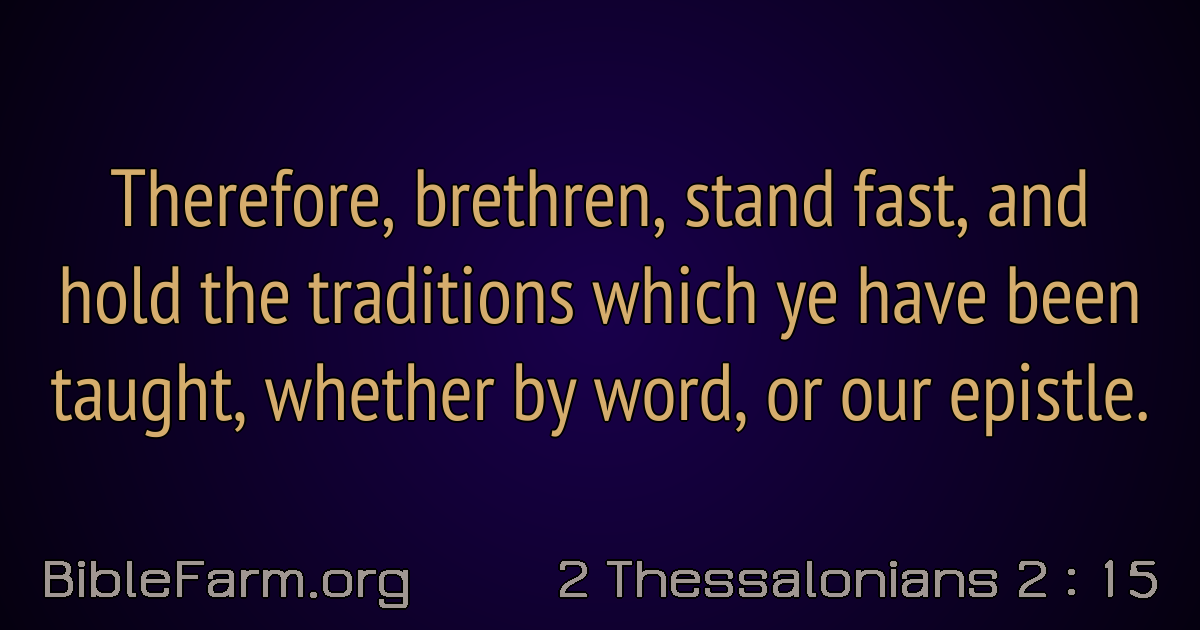 Therefore, brethren, stand fast, and
hold the traditions which ye have been
taught, whether by word, or our epistle.
BibleFarm.org
2 Thessalonians 2 : 15